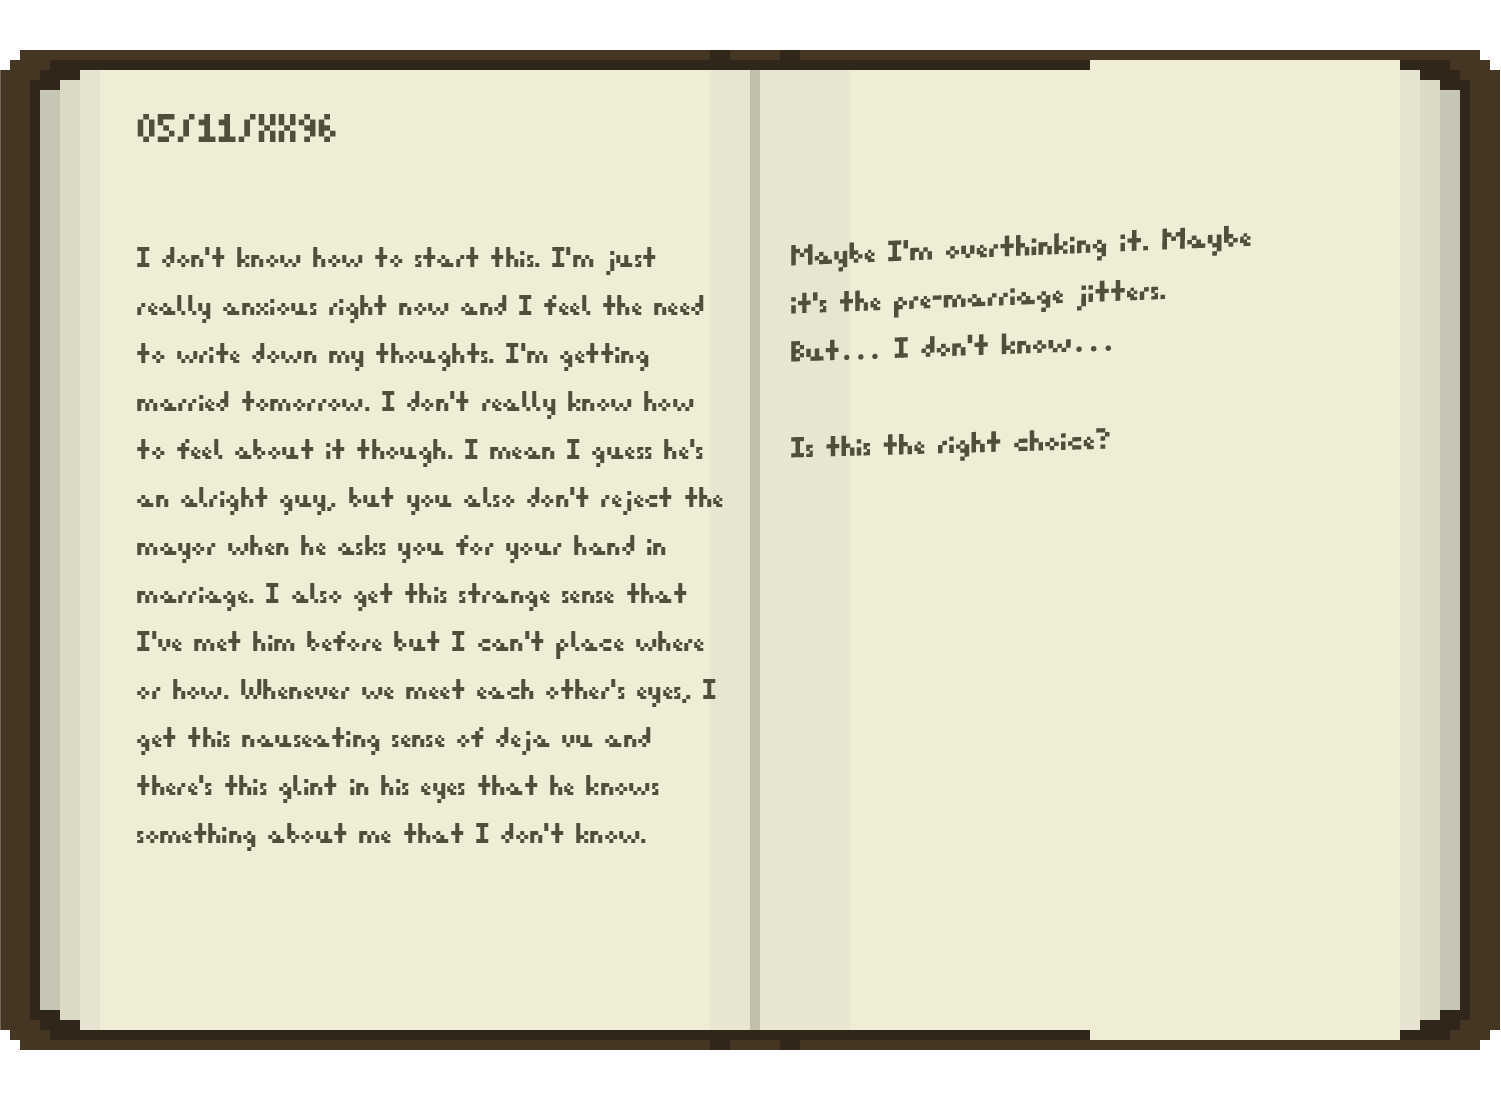 05/11/XX96
I don't know how to start this. I'm just
really anxious right now and I feel the need
to write down my thoughts. I'm getting
married tomorrow. I don't really know how
to feel about it though. I mean I guess he's
an alright guy, but you also don't reject the
mayor when he asks you for your hand in
marriage. I also get this strange sense that
I've met him before but I can't place where
or how. Whenever we meet each other's eyes, I
get this nauseating sense of deja vu and
there's this glint in his eyes that he knows
something about me that I don't know.
Maybe I'm overthinking it. Maybe
it's the pre-marriage jitters.
But... I don't know...
Is this the right choice?